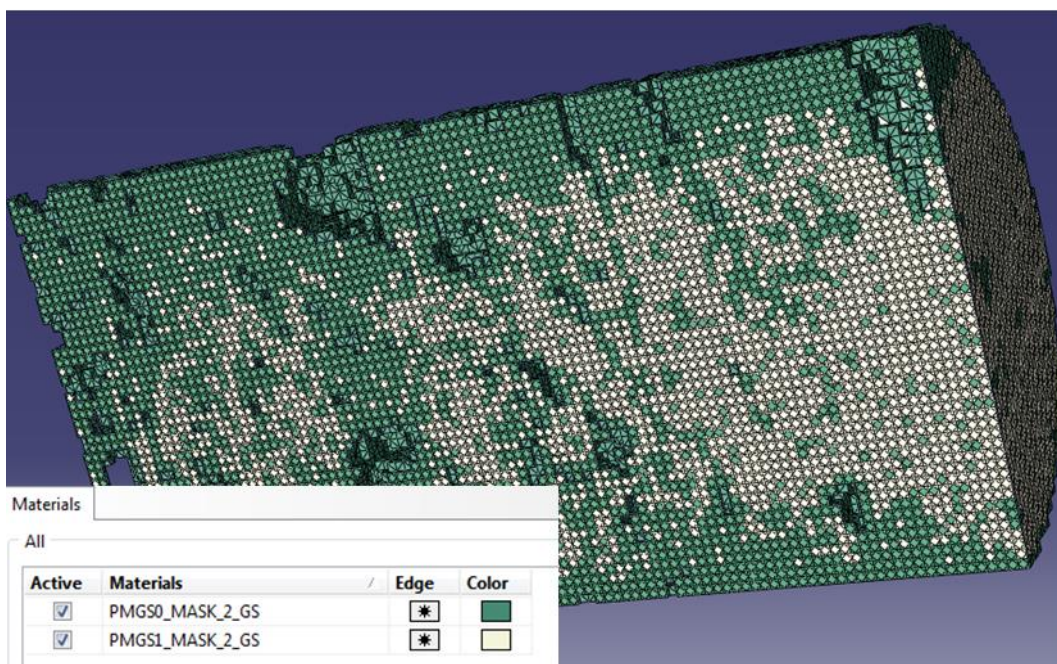 Materials
All
Active Materials / Edge Color
PMGS0_MASK_2_GS
PMGS1_MASK_2_GS